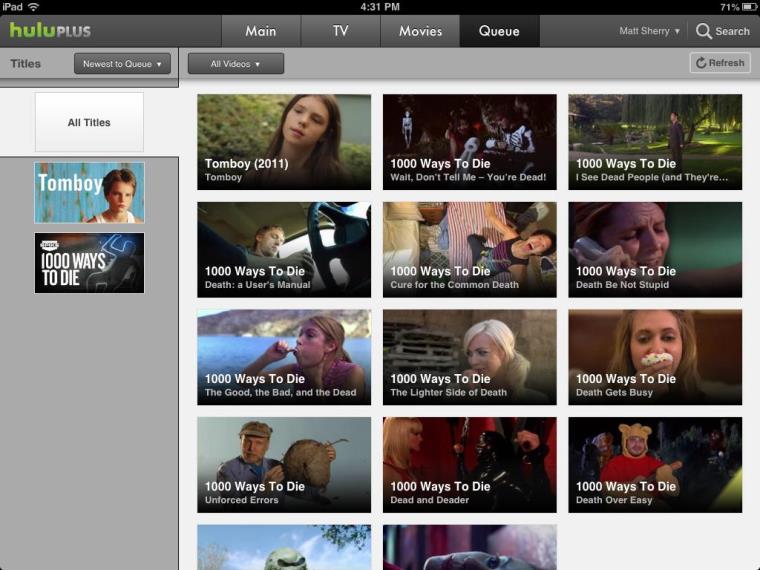 iPad 4:31 PM 71%
huluPLUS Main TV Movies Queue Matt Sherry ▾ Search
Titles Newest to Queue ▾ All Videos ▾ Refresh
All Titles
Tomboy
SPIKE
1000 WAYS
TO DIE
Tomboy (2011)
Tomboy
1000 Ways To Die
Wait, Don't Tell Me – You're Dead!
1000 Ways To Die
I See Dead People (and They're...
1000 Ways To Die
Death: a User's Manual
1000 Ways To Die
Cure for the Common Death
1000 Ways To Die
Death Be Not Stupid
1000 Ways To Die
The Good, the Bad, and the Dead
1000 Ways To Die
The Lighter Side of Death
1000 Ways To Die
Death Gets Busy
1000 Ways To Die
Unforced Errors
1000 Ways To Die
Dead and Deader
1000 Ways To Die
Death Over Easy